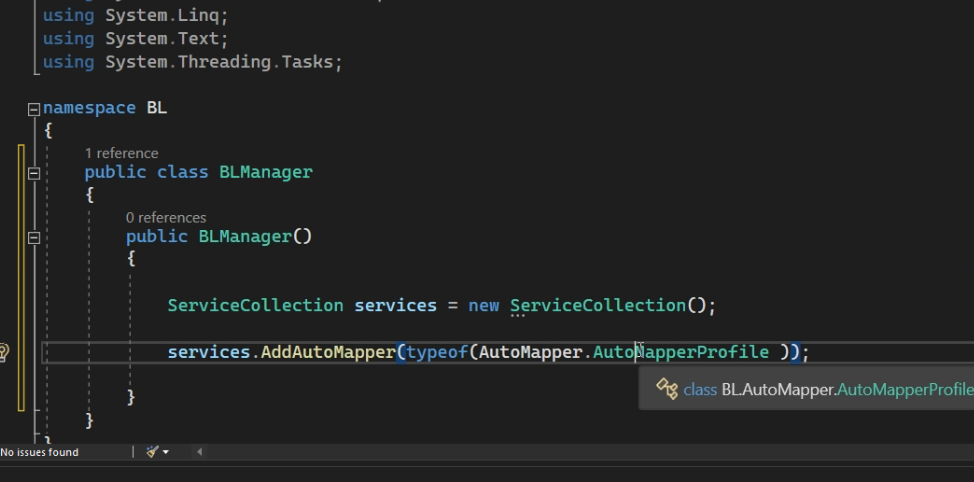 using System.Linq;
using System.Text;
using System.Threading.Tasks;
namespace BL
{
1 reference
public class BLManager
{
0 references
public BLManager()
{
ServiceCollection services = new ServiceCollection();
services.AddAutoMapper(typeof(AutoMapper.AutoMapperProfile ));
class BL.AutoMapper.AutoMapperProfile
}
}
}
No issues found